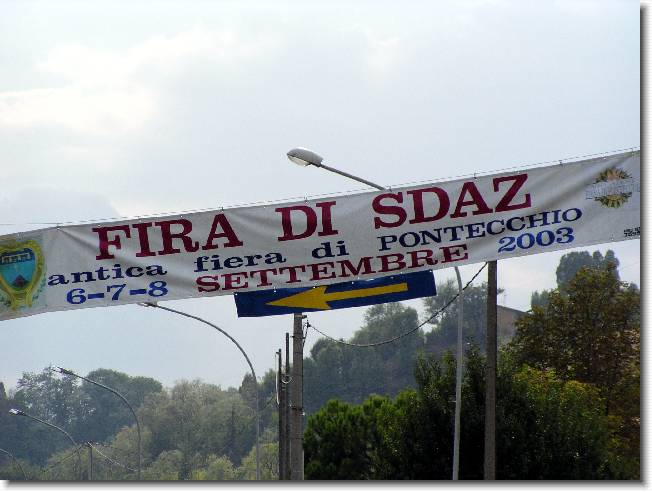 FIRA DI SDAZ
antica fiera di PONTECCHIO
6-7-8 SETTEMBRE 2003